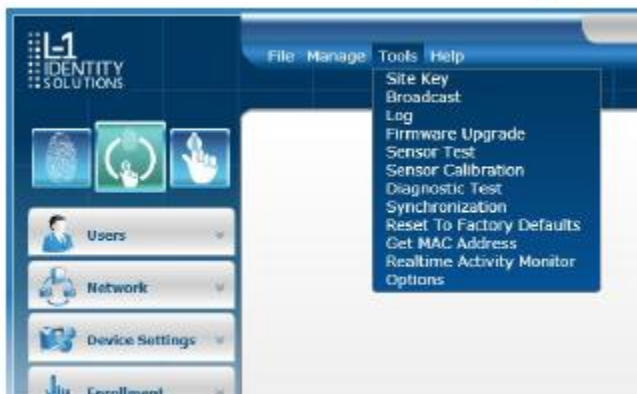 L-1
IDENTITY
SOLUTIONS
File Manage Tools Help
Site Key
Broadcast
Log
Firmware Upgrade
Sensor Test
Sensor Calibration
Diagnostic Test
Synchronization
Reset To Factory Defaults
Get MAC Address
Realtime Activity Monitor
Options
Users
Network
Device Settings
Enrollment